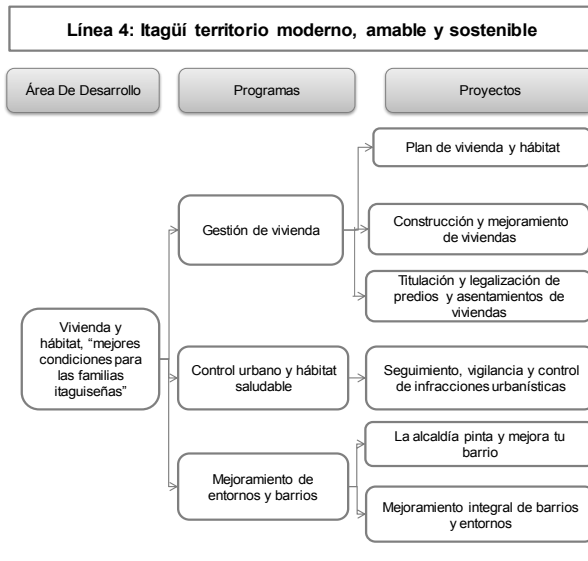 Línea 4: Itagüí territorio moderno, amable y sostenible
Área De Desarrollo
Programas
Proyectos
Plan de vivienda y hábitat
Gestión de vivienda
Construcción y mejoramiento
de viviendas
Titulación y legalización de
predios y asentamientos de
viviendas
Vivienda y
hábitat, “mejores
condiciones para
las familias
itaguiseñas”
Control urbano y hábitat
saludable
Seguimiento, vigilancia y control
de infracciones urbanísticas
La alcaldía pinta y mejora tu
barrio
Mejoramiento de
entornos y barrios
Mejoramiento integral de barrios
y entornos